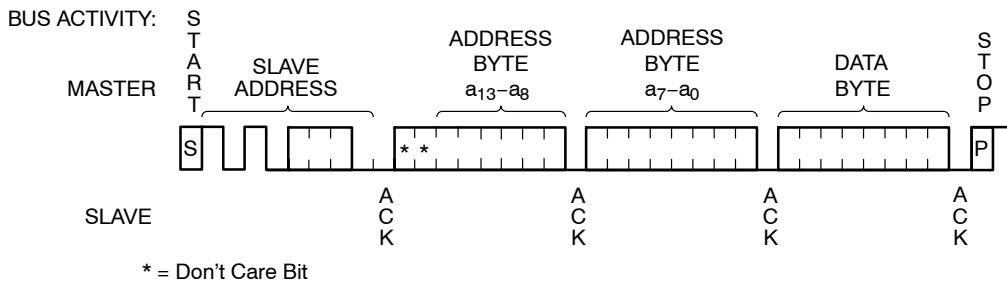 BUS ACTIVITY:
MASTER
START
SLAVE
ADDRESS
ADDRESS
BYTE
a13–a8
ADDRESS
BYTE
a7–a0
DATA
BYTE
STOP
S
* *
P
SLAVE
ACK
ACK
ACK
ACK
* = Don't Care Bit